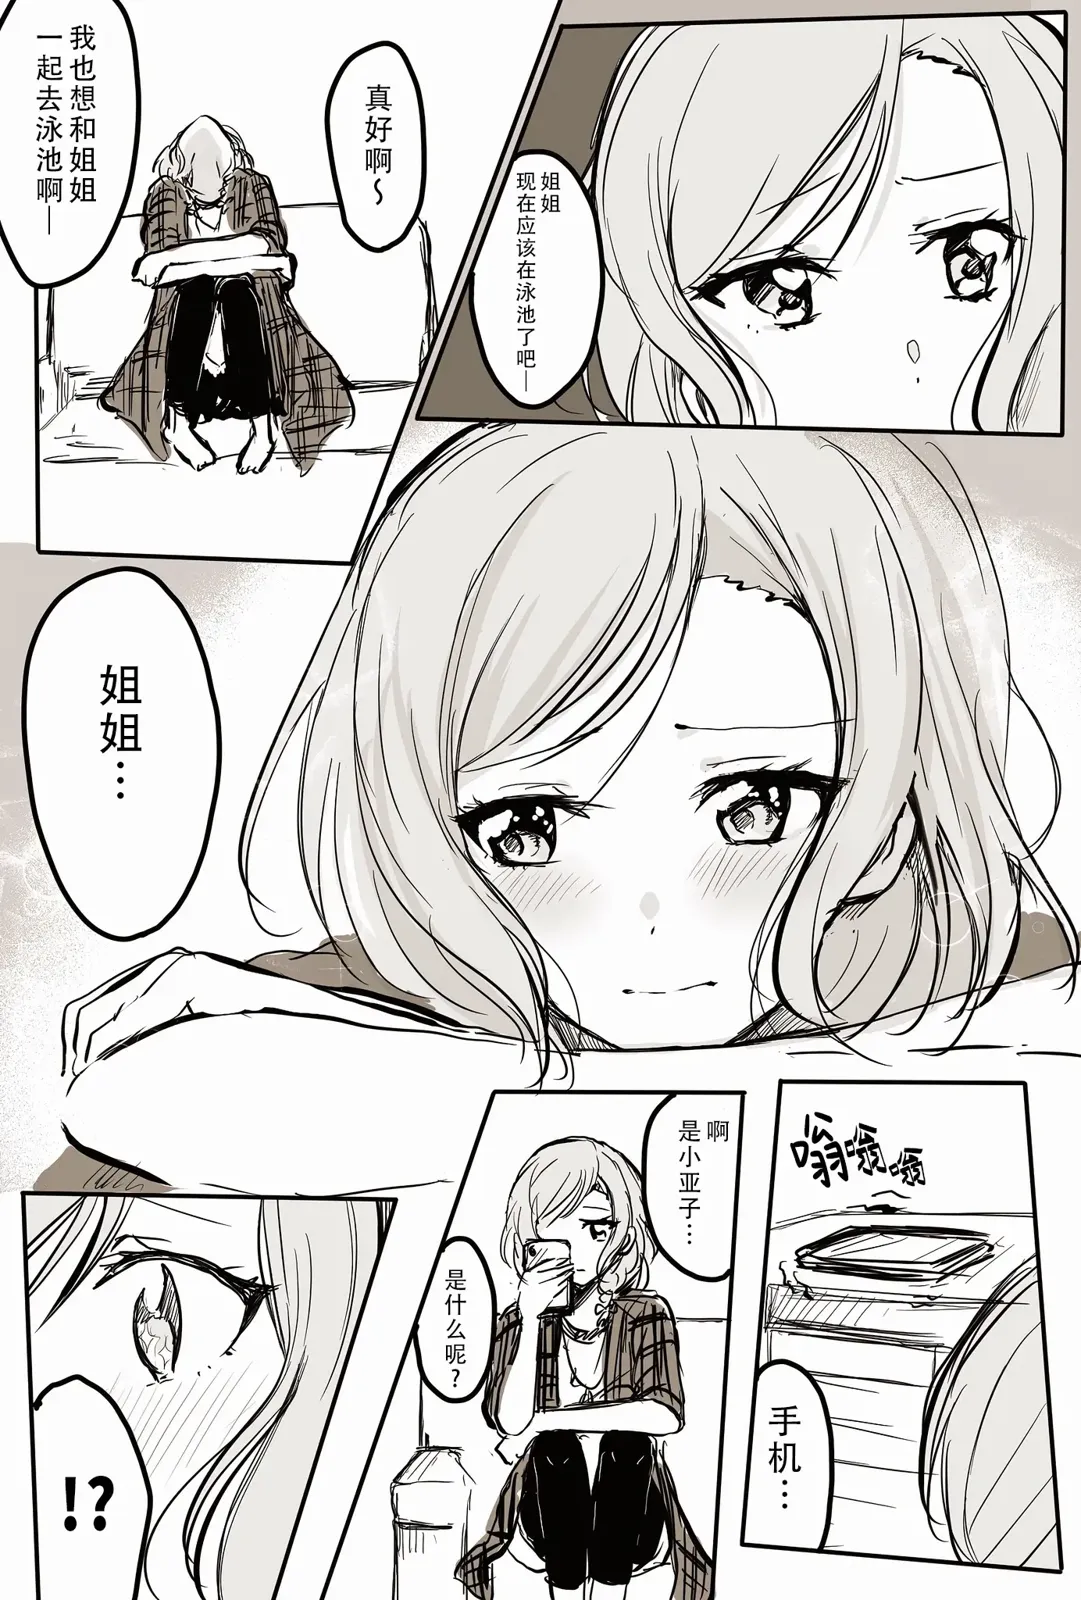 姐姐
现在应该在泳池了吧—
真好啊～
我也想和姐姐
一起去泳池啊—
姐姐…
嗡嗡嗡
手机…
啊
是小亚子…
是什么呢?
!?